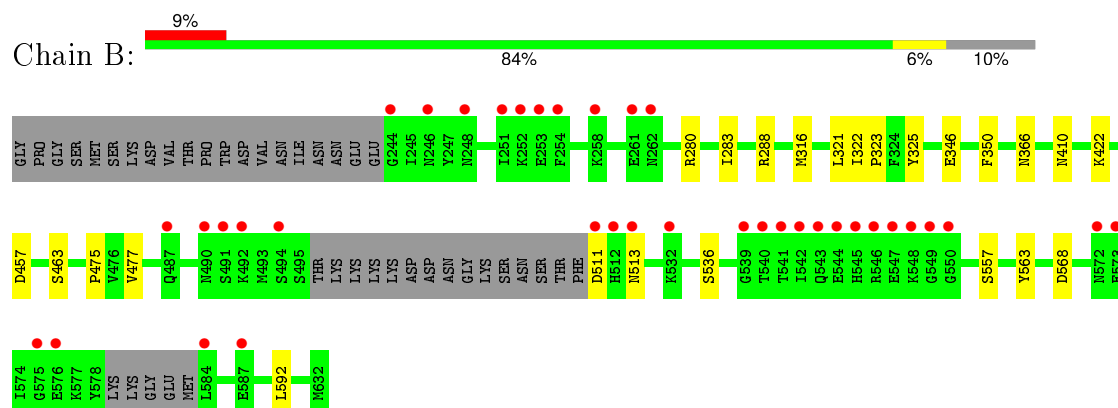 9%
Chain B:
84% 6% 10%
GLY PRO GLY SER MET SER LYS ASP VAL THR PRO TRP ASP VAL ASN ILE ASN ASN GLU GLU G244 I245 N246 Y247 N248 I251 K252 E253 F254 K258 E261 N262 R280 I283 R288 M316 L321 I322 P323 F324 Y325 E346 F350 N366 N410 K422
D457 S463 P475 V476 V477 Q487 N490 S491 K492 M493 S494 S495 THR LYS LYS LYS LYS ASP ASP ASN GLY LYS SER ASN SER THR PHE D511 H512 N513 K532 S536 G539 T540 T541 I542 Q543 E544 H545 R546 E547 K548 G549 G550 S557 Y563 D568 N572
I574 G575 E576 K577 Y578 LYS LYS GLY GLU MET L584 E587 L592 M632